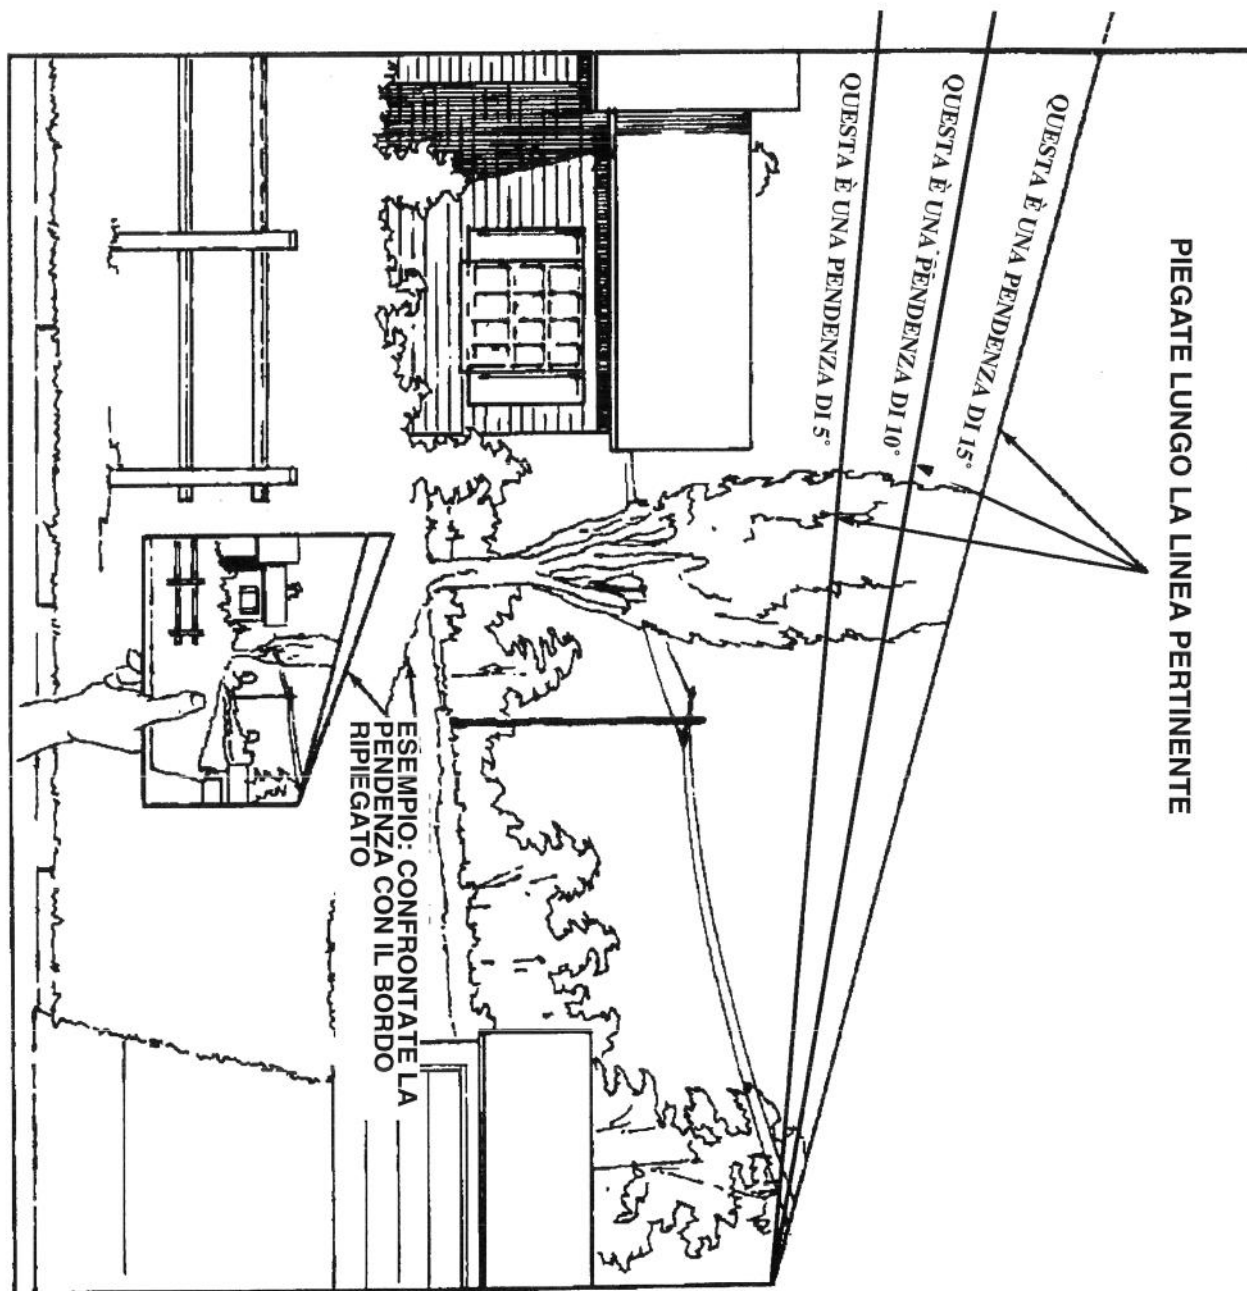 PIEGATE LUNGO LA LINEA PERTINENTE
QUESTA È UNA PENDENZA DI 15°
QUESTA È UNA PENDENZA DI 10°
QUESTA È UNA PENDENZA DI 5°
ESEMPIO: CONFRONTATE LA
PENDENZA CON IL BORDO
RIPIEGATO